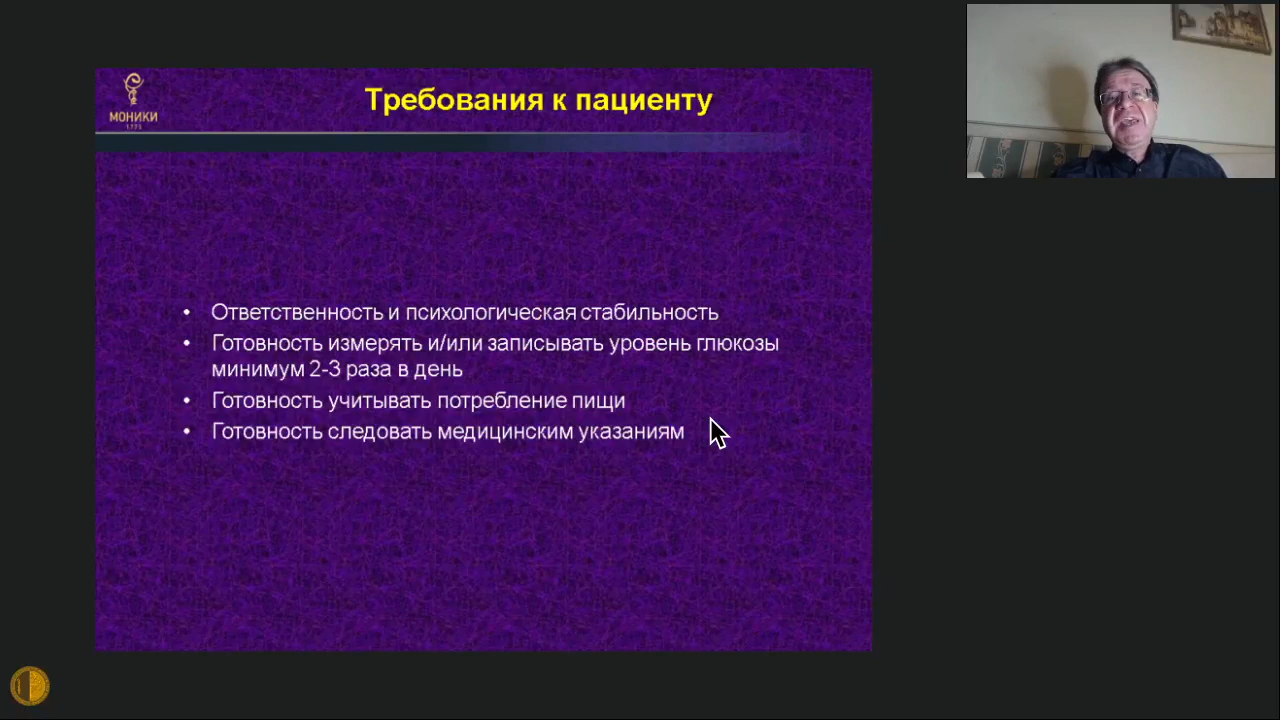 Требования к пациенту
МОНИКИ
1775
• Ответственность и психологическая стабильность
• Готовность измерять и/или записывать уровень глюкозы
минимум 2-3 раза в день
• Готовность учитывать потребление пищи
• Готовность следовать медицинским указаниям